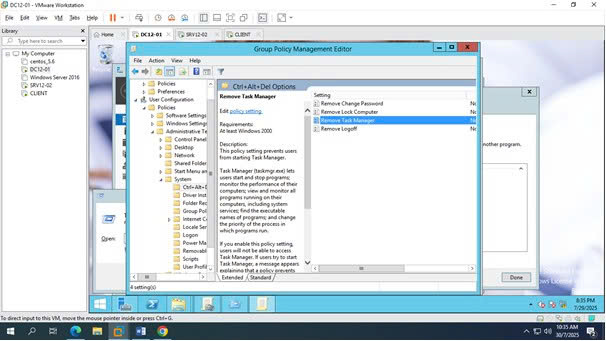 DC12-01 - VMware Workstation
File Edit View VM Tabs Help
Library
Type here to search
My Computer
centos_5.6
DC12-01
Windows Server 2016
SRV12-02
CLIENT
Home DC12-01 SRV12-02 CLIENT
Group Policy Management Editor
File Action View Help
Policies
Preferences
User Configuration
Policies
Software Settings
Windows Settings
Administrative Te
Control Panel
Desktop
Network
Shared Folder
Start Menu an
System
Ctrl+Alt+D
Driver Inst
Folder Rec
Group Poli
Internet C
Locale Ser
Logon
Power Ma
Removabl
Scripts
User Profil
Ctrl+Alt+Del Options
Remove Task Manager
Edit policy setting.
Requirements:
At least Windows 2000
Description:
This policy setting prevents users
from starting Task Manager.
Task Manager (taskmgr.exe) lets
users start and stop programs;
monitor the performance of their
computers; view and monitor
all programs running on their
computers, including system
services; find the executable
names of programs; and change
the priority of the process in
which programs run.
If you enable this policy setting,
users will not be able to access
Task Manager. If users try to start
Task Manager, a message appears
explaining that a policy prevents
Setting
Remove Change Password No
Remove Lock Computer No
Remove Task Manager No
Remove Logoff No
Extended Standard
4 setting(s)
nother program.
Open:
Done
8:35 PM
7/29/2025
To direct input to this VM, move the mouse pointer inside or press Ctrl+G.
10:35 AM
30/7/2025